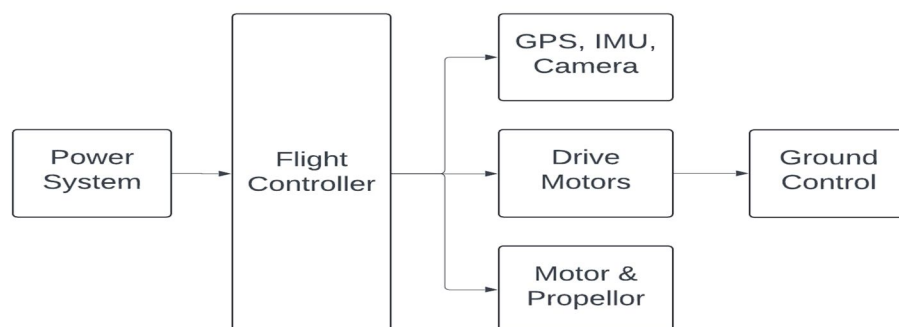 Power
System
Flight
Controller
GPS, IMU,
Camera
Drive
Motors
Motor &
Propellor
Ground
Control